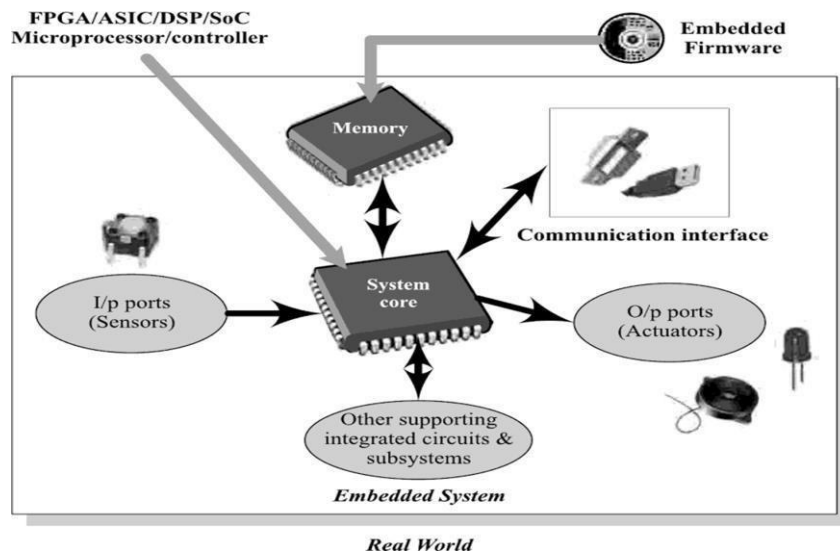 FPGA/ASIC/DSP/SoC
Microprocessor/controller
Embedded
Firmware
Memory
Communication interface
System
core
I/p ports
(Sensors)
O/p ports
(Actuators)
Other supporting
integrated circuits &
subsystems
Embedded System
Real World